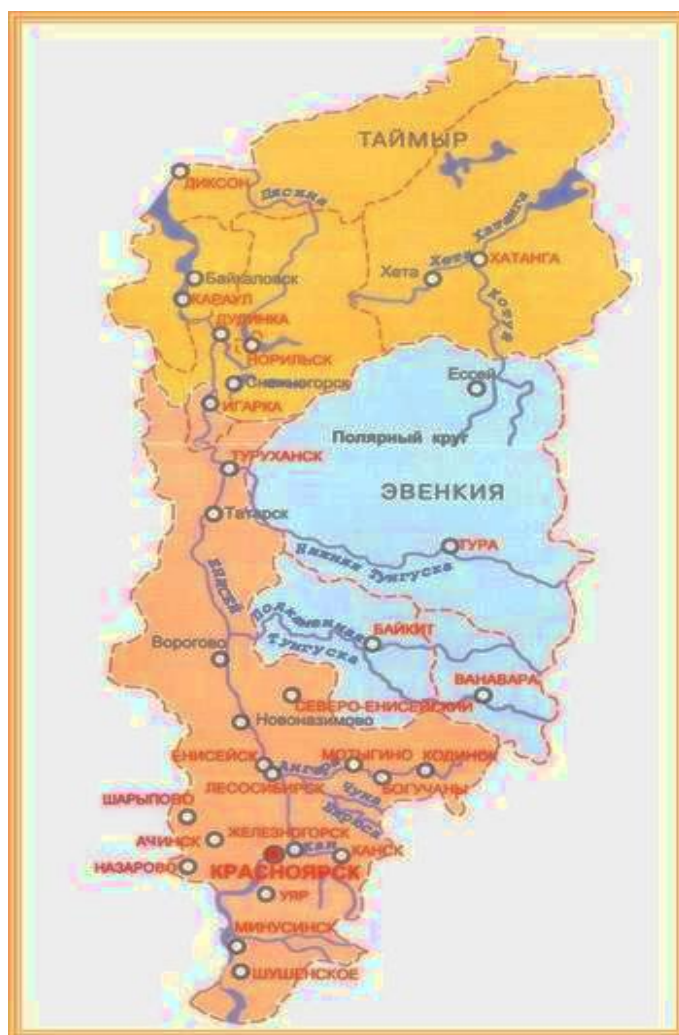 ТАЙМЫР
ДИКСОН
Пясина
Хатанга
Хета
ХАТАНГА
Хета
Байкаловск
КАРАУЛ
Котуй
ДУДИНКА
НОРИЛЬСК
Снежногорск
Ессей
ИГАРКА
Полярный круг
ТУРУХАНСК
ЭВЕНКИЯ
Татарск
ТУРА
Нижняя Тунгуска
ЕНИСЕЙ
Подкаменная
Тунгуска
БАЙКИТ
Ворогово
ВАНАВАРА
СЕВЕРО-ЕНИСЕЙСКИЙ
Новоназимово
ЕНИСЕЙСК
МОТЫГИНО
КОДИНСК
Ангара
ЛЕСОСИБИРСК
БОГУЧАНЫ
Чуна
ШАРЫПОВО
Бирюса
ЖЕЛЕЗНОГОРСК
АЧИНСК
Кан
КАНСК
НАЗАРОВО
КРАСНОЯРСК
УЯР
МИНУСИНСК
ШУШЕНСКОЕ